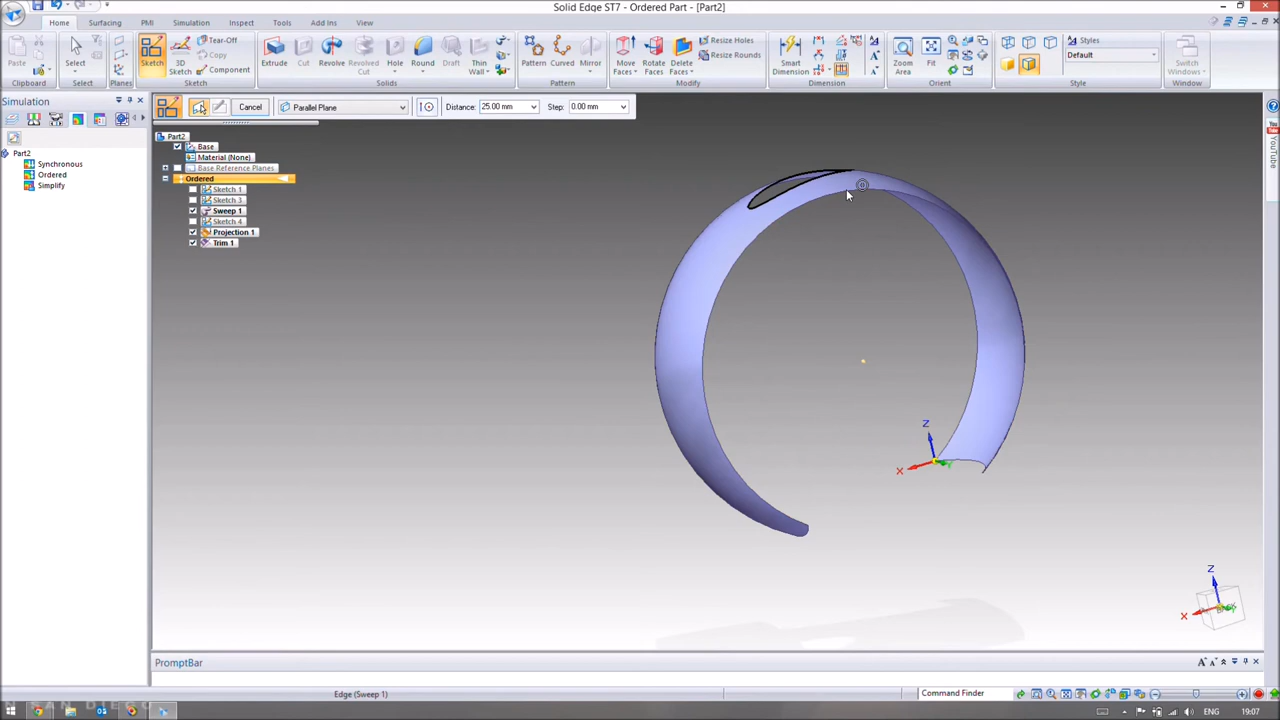 Solid Edge ST7 - Ordered Part - [Part2]
Home Surfacing PMI Simulation Inspect Tools Add Ins View
Paste
Clipboard
Select
Select
Planes
Sketch
3D Sketch
Tear-Off
Copy
Component
Sketch
Extrude
Cut
Revolve
Revolved Cut
Hole
Round
Draft
Thin Wall
Solids
Pattern
Curved
Mirror
Pattern
Move Faces
Rotate Faces
Delete Faces
Resize Holes
Resize Rounds
Modify
Smart Dimension
Dimension
Zoom Area
Fit
Orient
Styles
Default
Style
Switch Windows
Window
Simulation
Cancel
Parallel Plane
Distance: 25.00 mm
Step: 0.00 mm
Part2
Synchronous
Ordered
Simplify
Part2
Base
Material (None)
Base Reference Planes
Ordered
Sketch 1
Sketch 3
Sweep 1
Sketch 4
Projection 1
Trim 1
YouTube
Z
X
Z
X
PromptBar
Edge (Sweep 1)
Command Finder
N SAN DIEGO
ENG
19:07